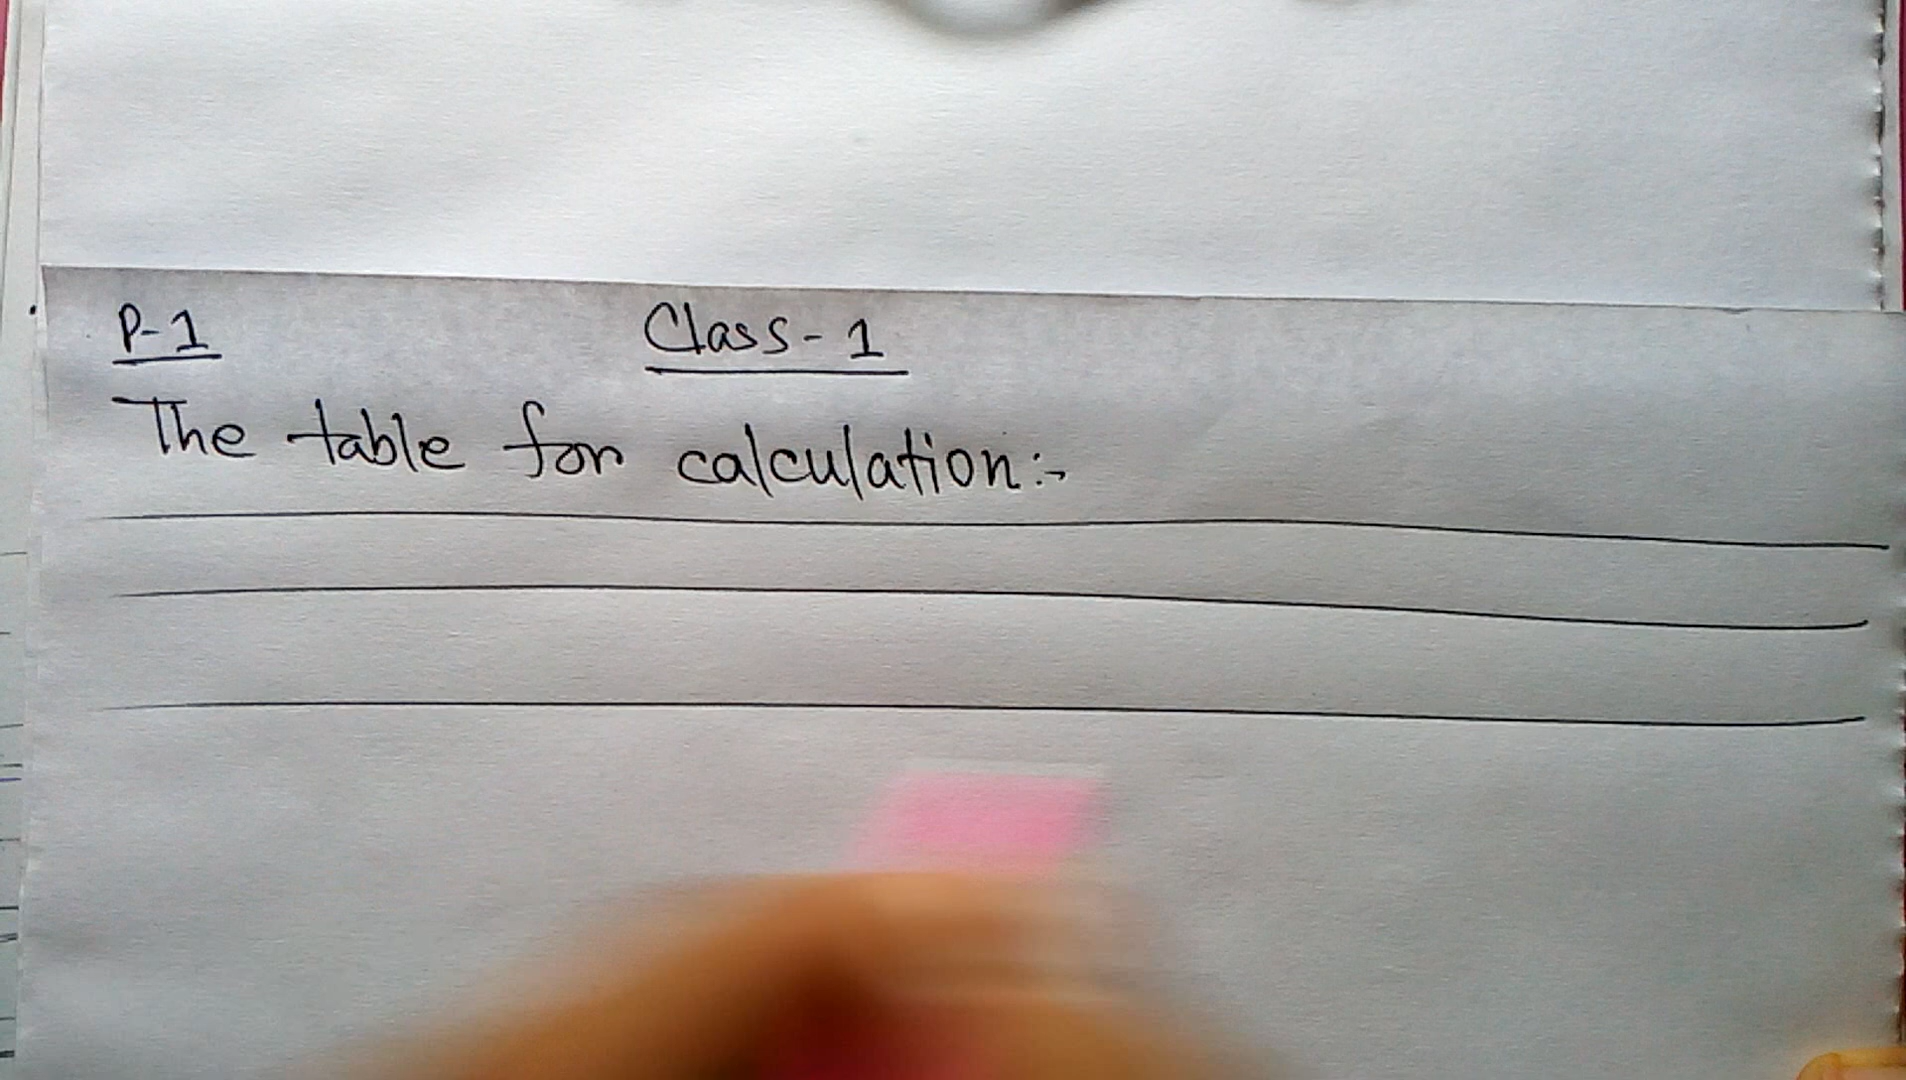 P-1 Class-1
The table for calculation:-